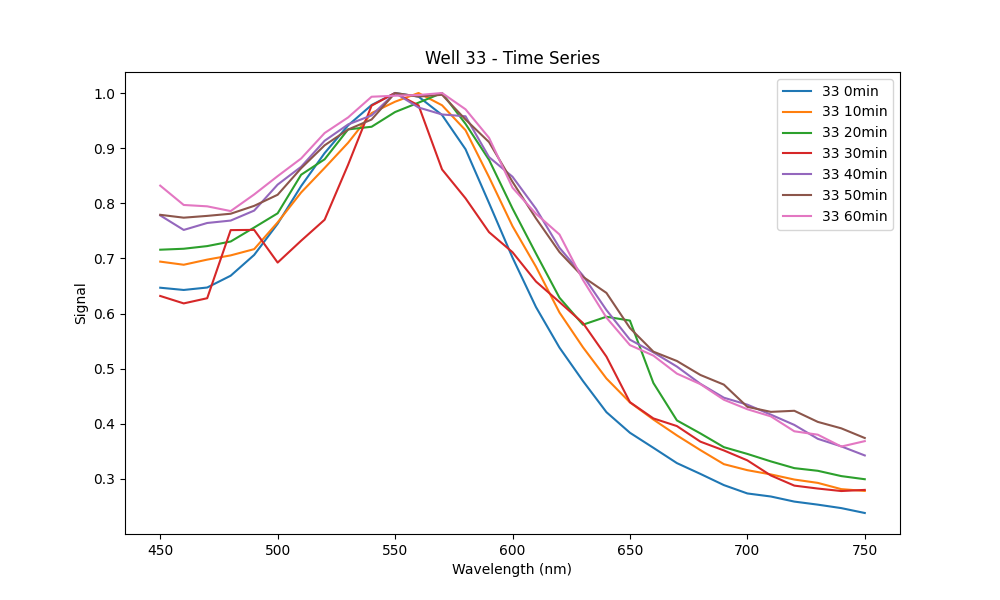 Well 33 - Time Series
Signal
1.0
0.9
0.8
0.7
0.6
0.5
0.4
0.3
33 0min
33 10min
33 20min
33 30min
33 40min
33 50min
33 60min
450 500 550 600 650 700 750
Wavelength (nm)